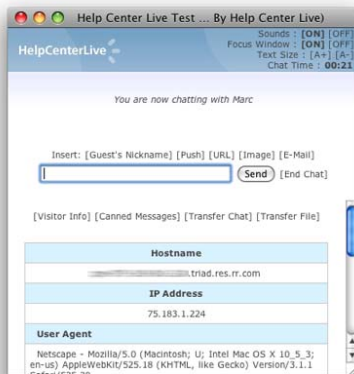 Help Center Live Test ... By Help Center Live)
HelpCenterLive
Sounds : [ON] [OFF]
Focus Window : [ON] [OFF]
Text Size : [A+] [A-]
Chat Time : 00:21
You are now chatting with Marc
Insert: [Guest's Nickname] [Push] [URL] [Image] [E-Mail]
Send [End Chat]
[Visitor Info] [Canned Messages] [Transfer Chat] [Transfer File]
Hostname
.triad.res.rr.com
IP Address
75.183.1.224
User Agent
Netscape - Mozilla/5.0 (Macintosh; U; Intel Mac OS X 10_5_3;
en-us) AppleWebKit/525.18 (KHTML, like Gecko) Version/3.1.1